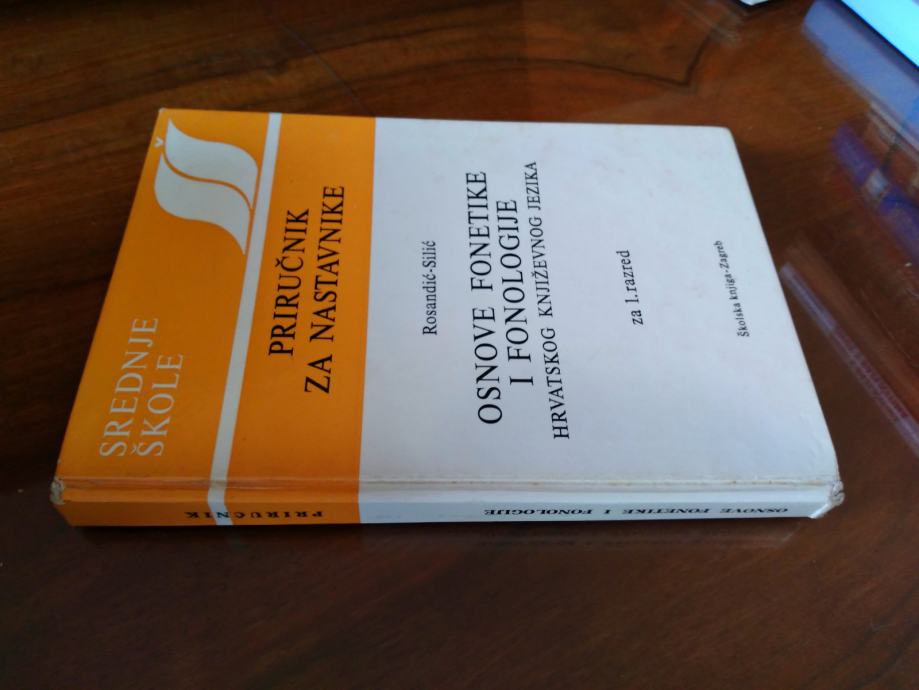 SREDNJE
ŠKOLE
PRIRUČNIK
ZA NASTAVNIKE
Rosandić-Silić
OSNOVE FONETIKE
I FONOLOGIJE
HRVATSKOG KNJIŽEVNOG JEZIKA
za 1. razred
Školska knjiga-Zagreb
OSNOVE FONETIKE I FONOLOGIJE
PRIRUČNIK